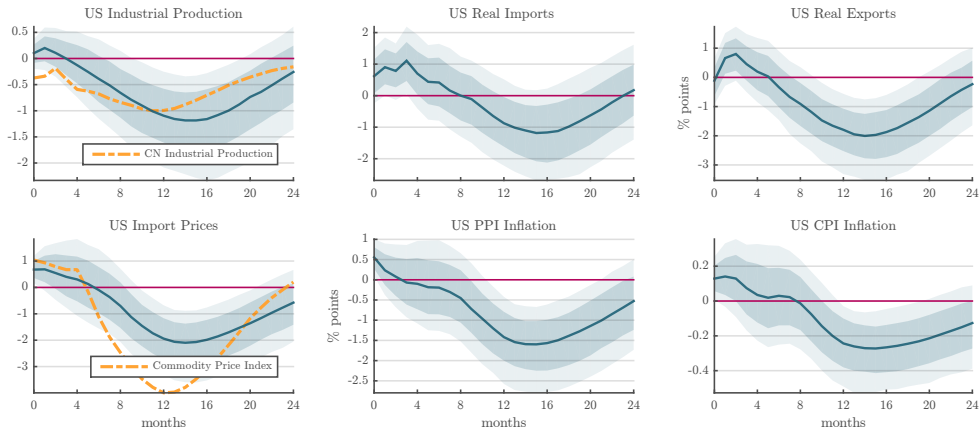 US Industrial Production
0.5
0
-0.5
-1
-1.5
-2
CN Industrial Production
0 4 8 12 16 20 24
US Real Imports
2
1
0
-1
-2
0 4 8 12 16 20 24
US Real Exports
% points
1
0
-1
-2
-3
0 4 8 12 16 20 24
US Import Prices
1
0
-1
-2
-3
Commodity Price Index
0 4 8 12 16 20 24
months
US PPI Inflation
% points
1
0.5
0
-0.5
-1
-1.5
-2
-2.5
0 4 8 12 16 20 24
months
US CPI Inflation
0.2
0
-0.2
-0.4
0 4 8 12 16 20 24
months